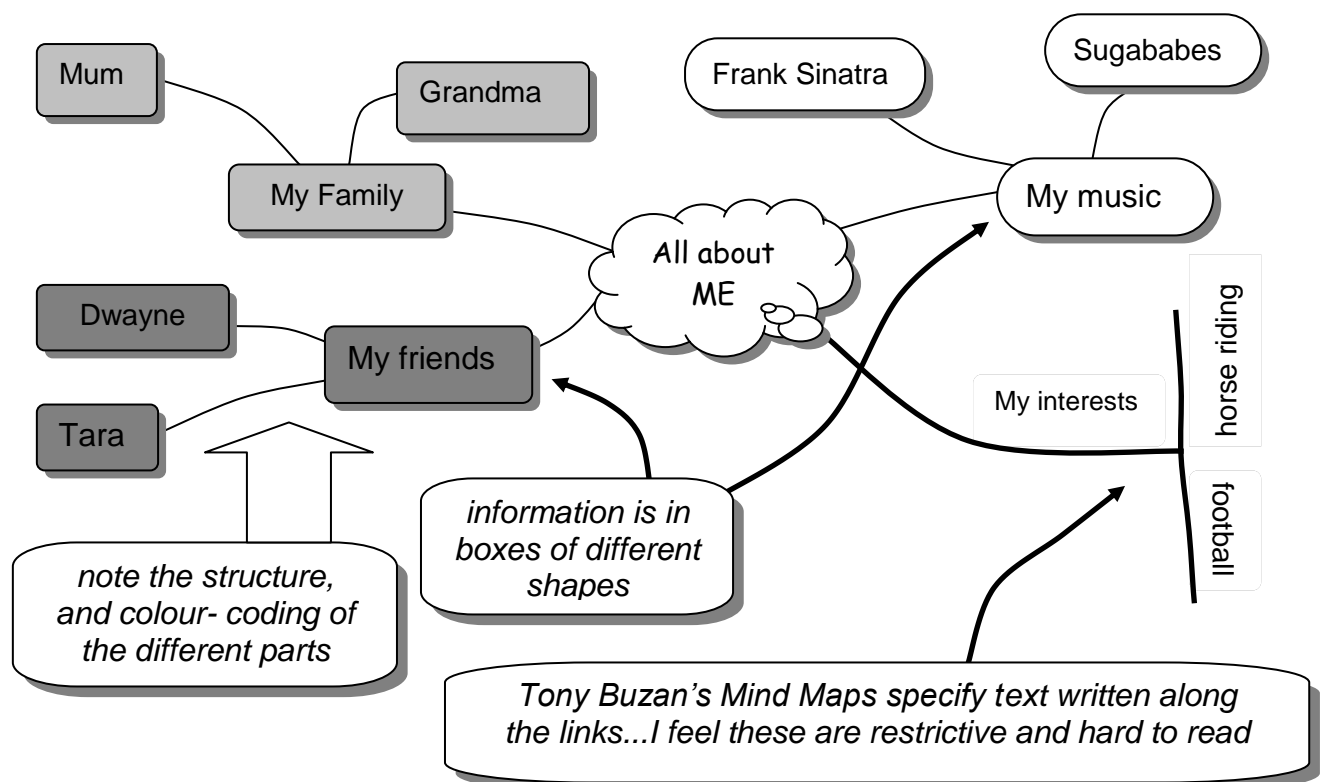 Mum
Grandma
My Family
Frank Sinatra
Sugababes
My music
All about
ME
Dwayne
My friends
Tara
My interests
horse riding
football
information is in
boxes of different
shapes
note the structure,
and colour- coding of
the different parts
Tony Buzan's Mind Maps specify text written along
the links...I feel these are restrictive and hard to read